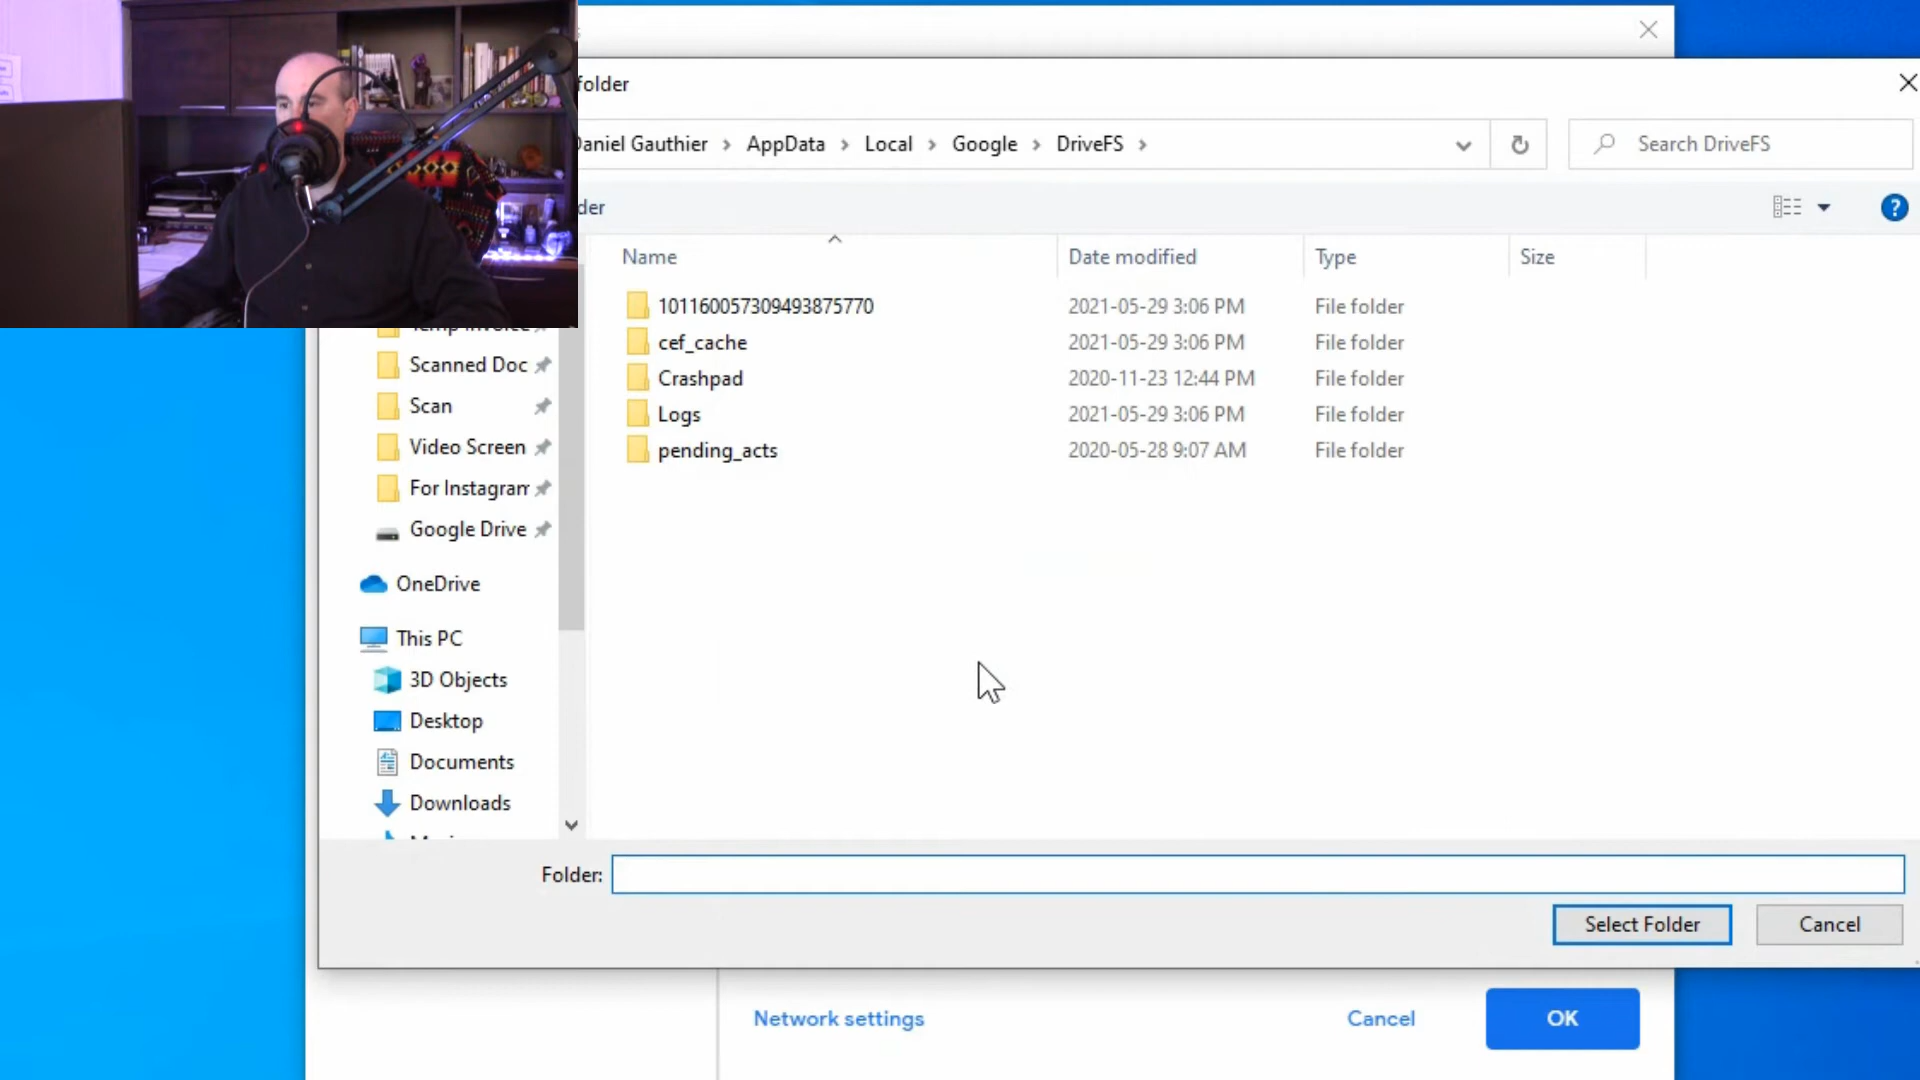 folder
Daniel Gauthier AppData Local Google DriveFS
Search DriveFS
der
?
Name Date modified Type Size
101160057309493875770 2021-05-29 3:06 PM File folder
cef_cache 2021-05-29 3:06 PM File folder
Crashpad 2020-11-23 12:44 PM File folder
Logs 2021-05-29 3:06 PM File folder
pending_acts 2020-05-28 9:07 AM File folder
Scanned Doc
Scan
Video Screen
For Instagram
Google Drive
OneDrive
This PC
3D Objects
Desktop
Documents
Downloads
Folder:
Select Folder Cancel
Network settings Cancel OK